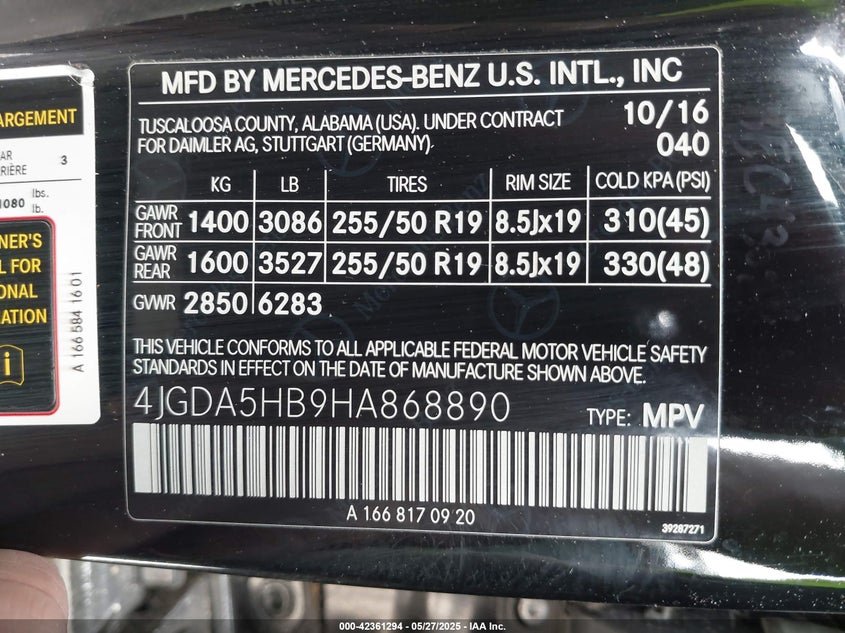 MFD BY MERCEDES-BENZ U.S. INTL., INC
TUSCALOOSA COUNTY, ALABAMA (USA). UNDER CONTRACT
FOR DAIMLER AG, STUTTGART (GERMANY).
10/16
040
KG LB TIRES RIM SIZE COLD KPA(PSI)
GAWR FRONT 1400 3086 255/50 R19 8.5Jx19 310(45)
GAWR REAR 1600 3527 255/50 R19 8.5Jx19 330(48)
GVWR 2850 6283
THIS VEHICLE CONFORMS TO ALL APPLICABLE FEDERAL MOTOR VEHICLE SAFETY
STANDARDS IN EFFECT ON THE DATE OF MANUFACTURE SHOWN ABOVE.
4JGDA5HB9HA868890 TYPE: MPV
A 166 817 09 20
39287271
ARGEMENT
AR
RIÈRE 3
1080 lbs.
lb.
NER'S
L FOR
ONAL
ATION
i
A 166 584 16 01
000-42361294 - 05/27/2025 - IAA Inc.